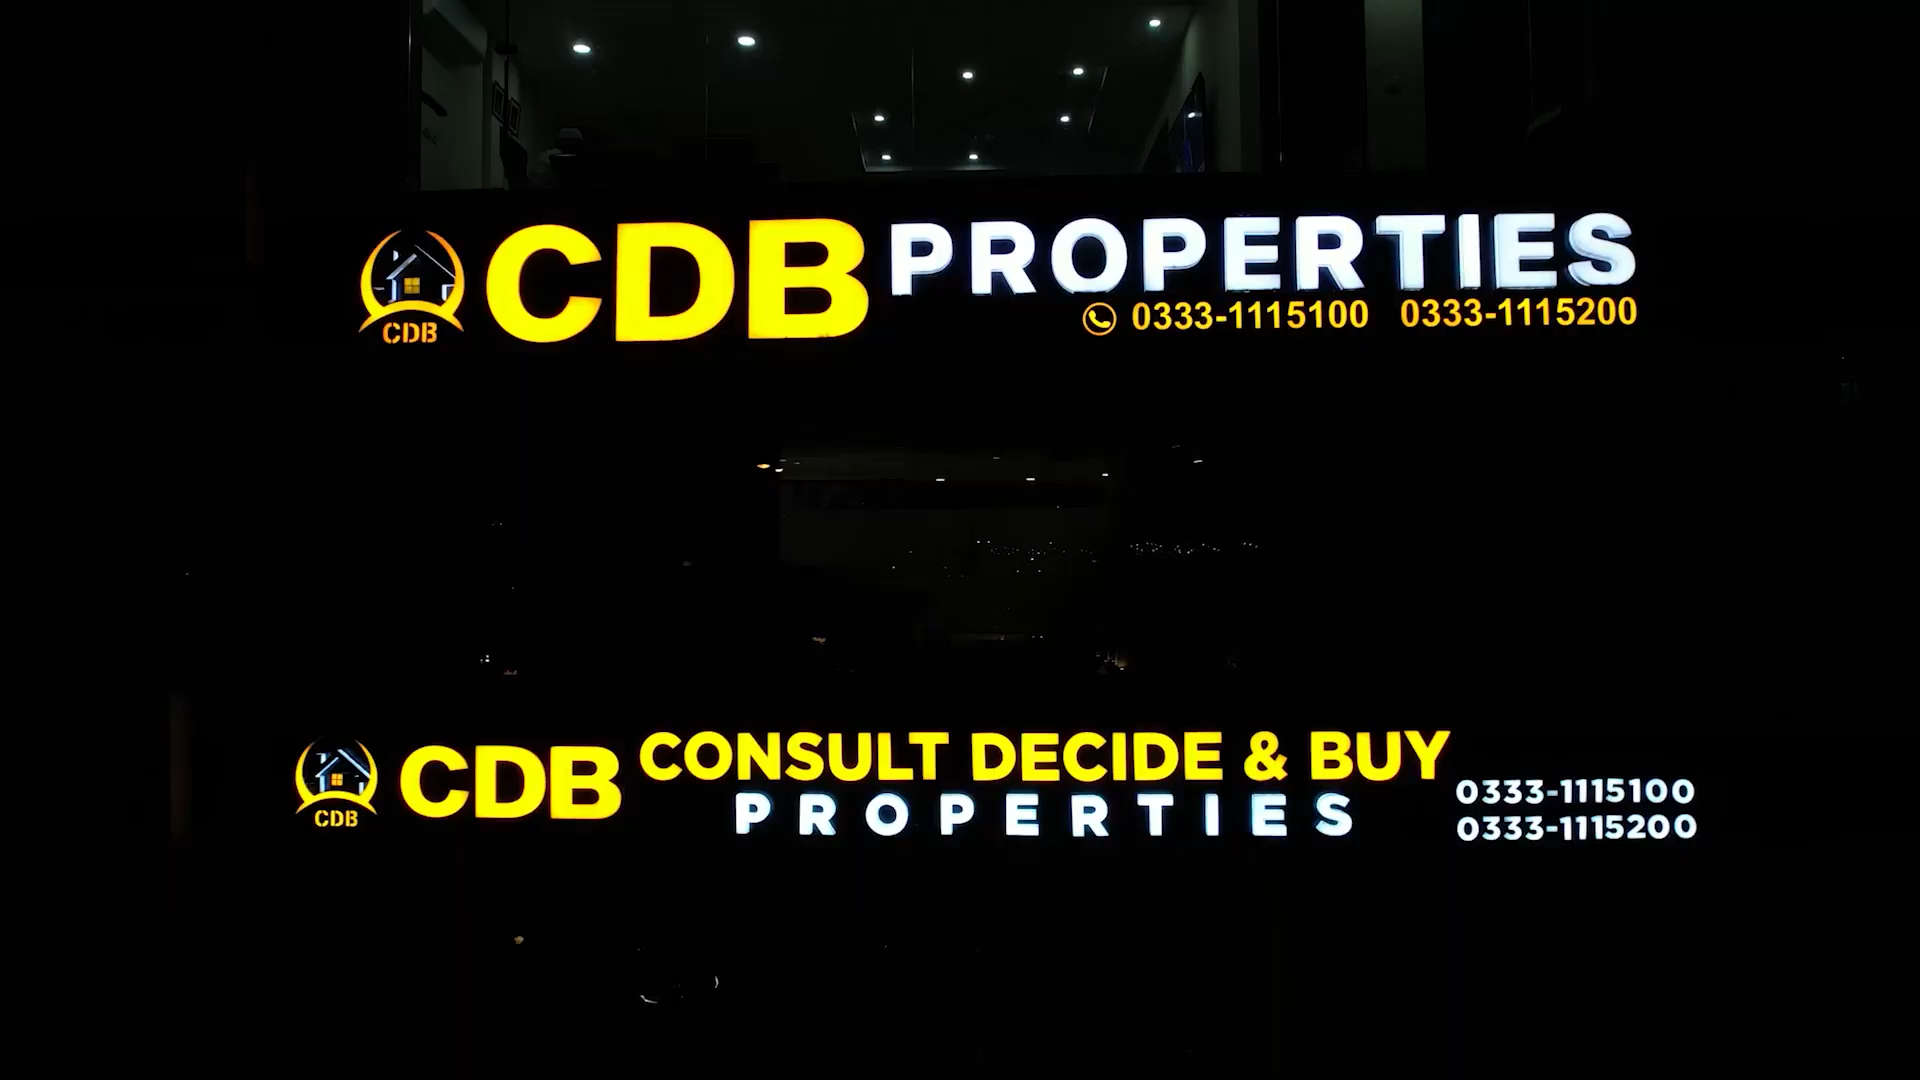 CDB PROPERTIES
CDB
0333-1115100 0333-1115200
CDB CONSULT DECIDE & BUY
PROPERTIES
CDB
0333-1115100
0333-1115200